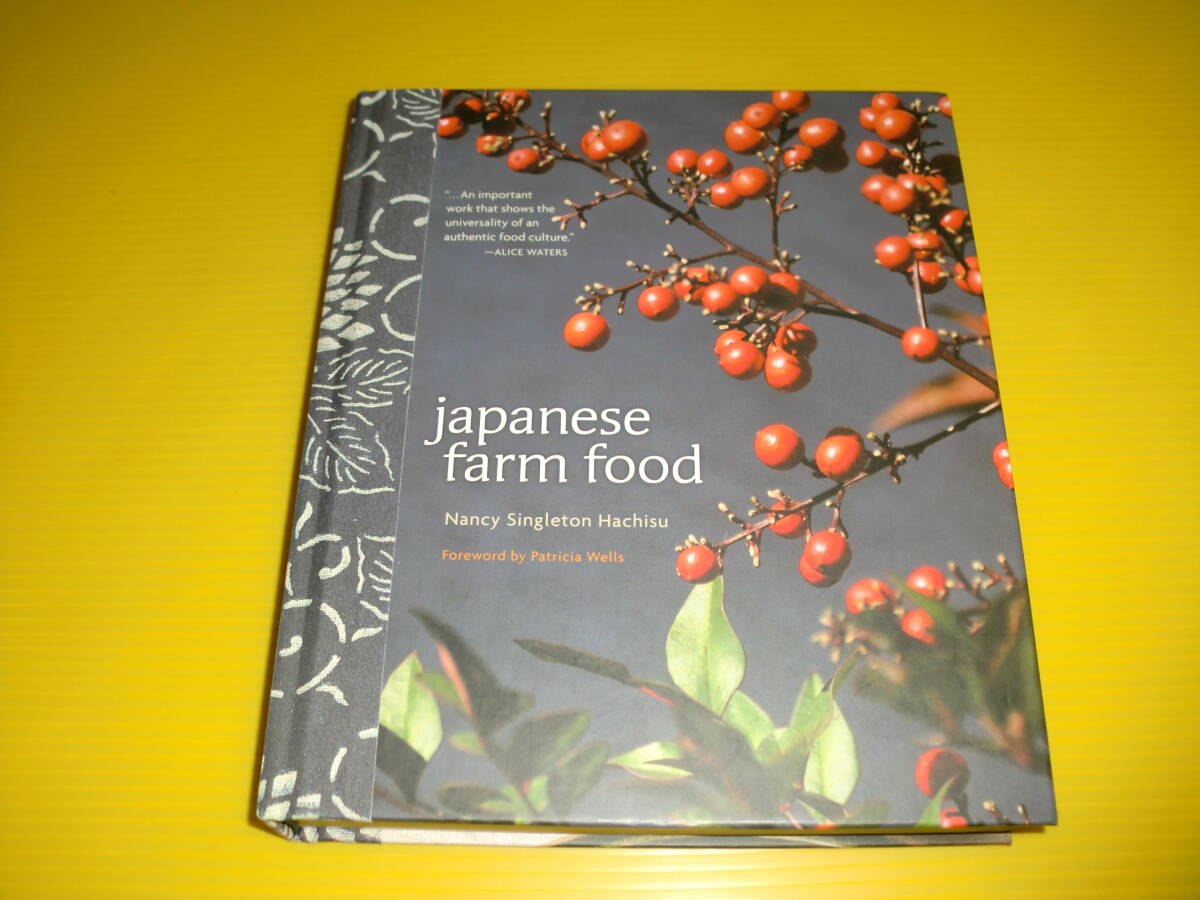 "...An important
work that shows the
universality of an
authentic food culture."
—ALICE WATERS
japanese
farm food
Nancy Singleton Hachisu
Foreword by Patricia Wells